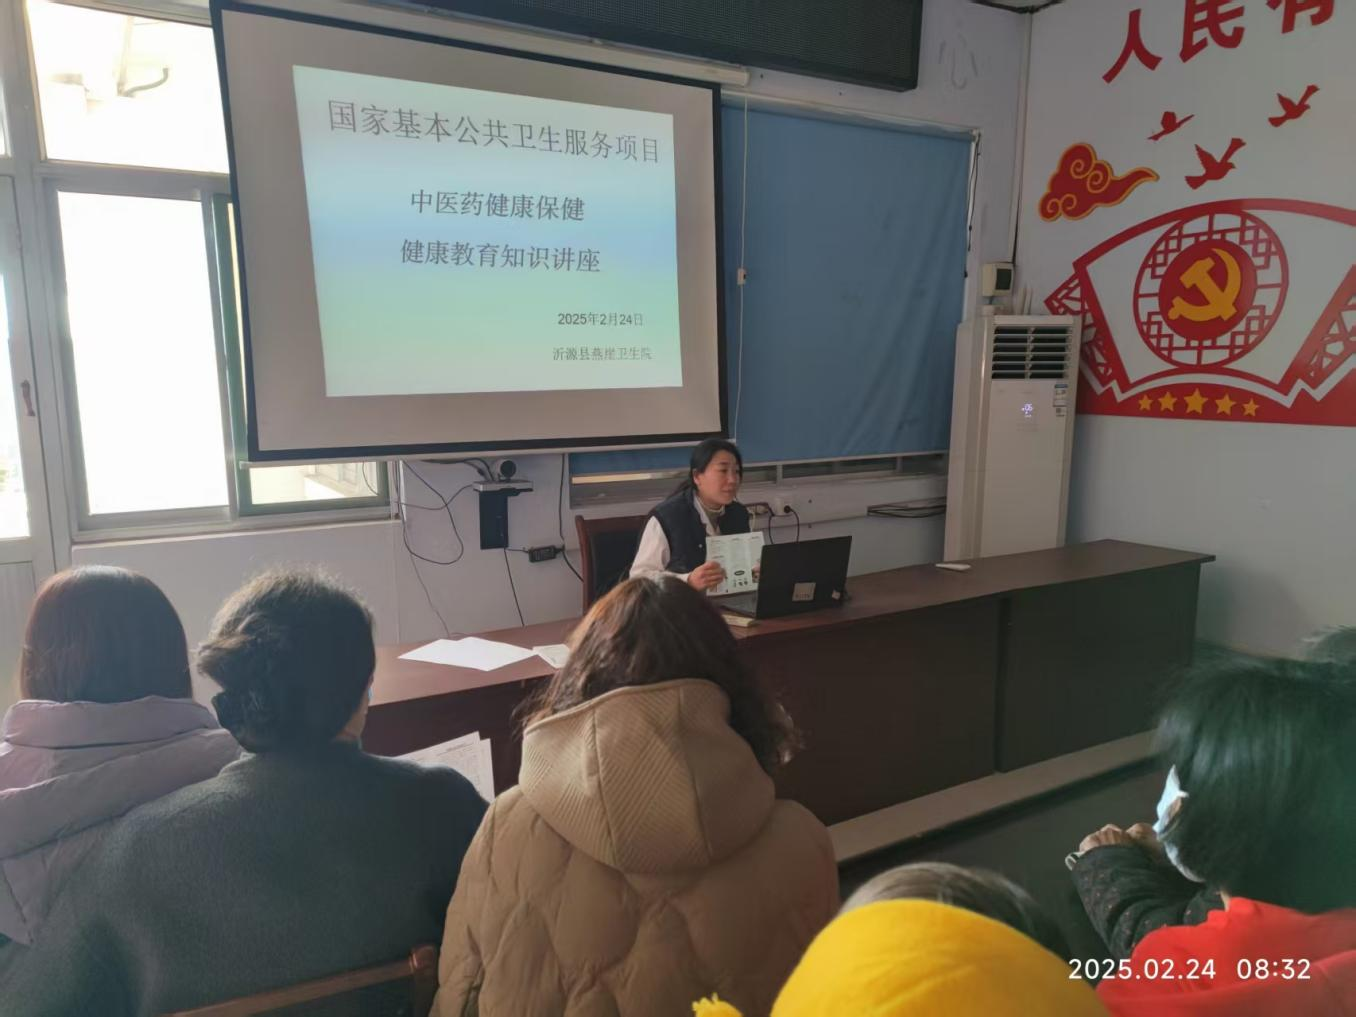 国家基本公共卫生服务项目
中医药健康保健
健康教育知识讲座
2025年2月24日
沂源县燕崖卫生院
人民有
心
2025.02.24 08:32